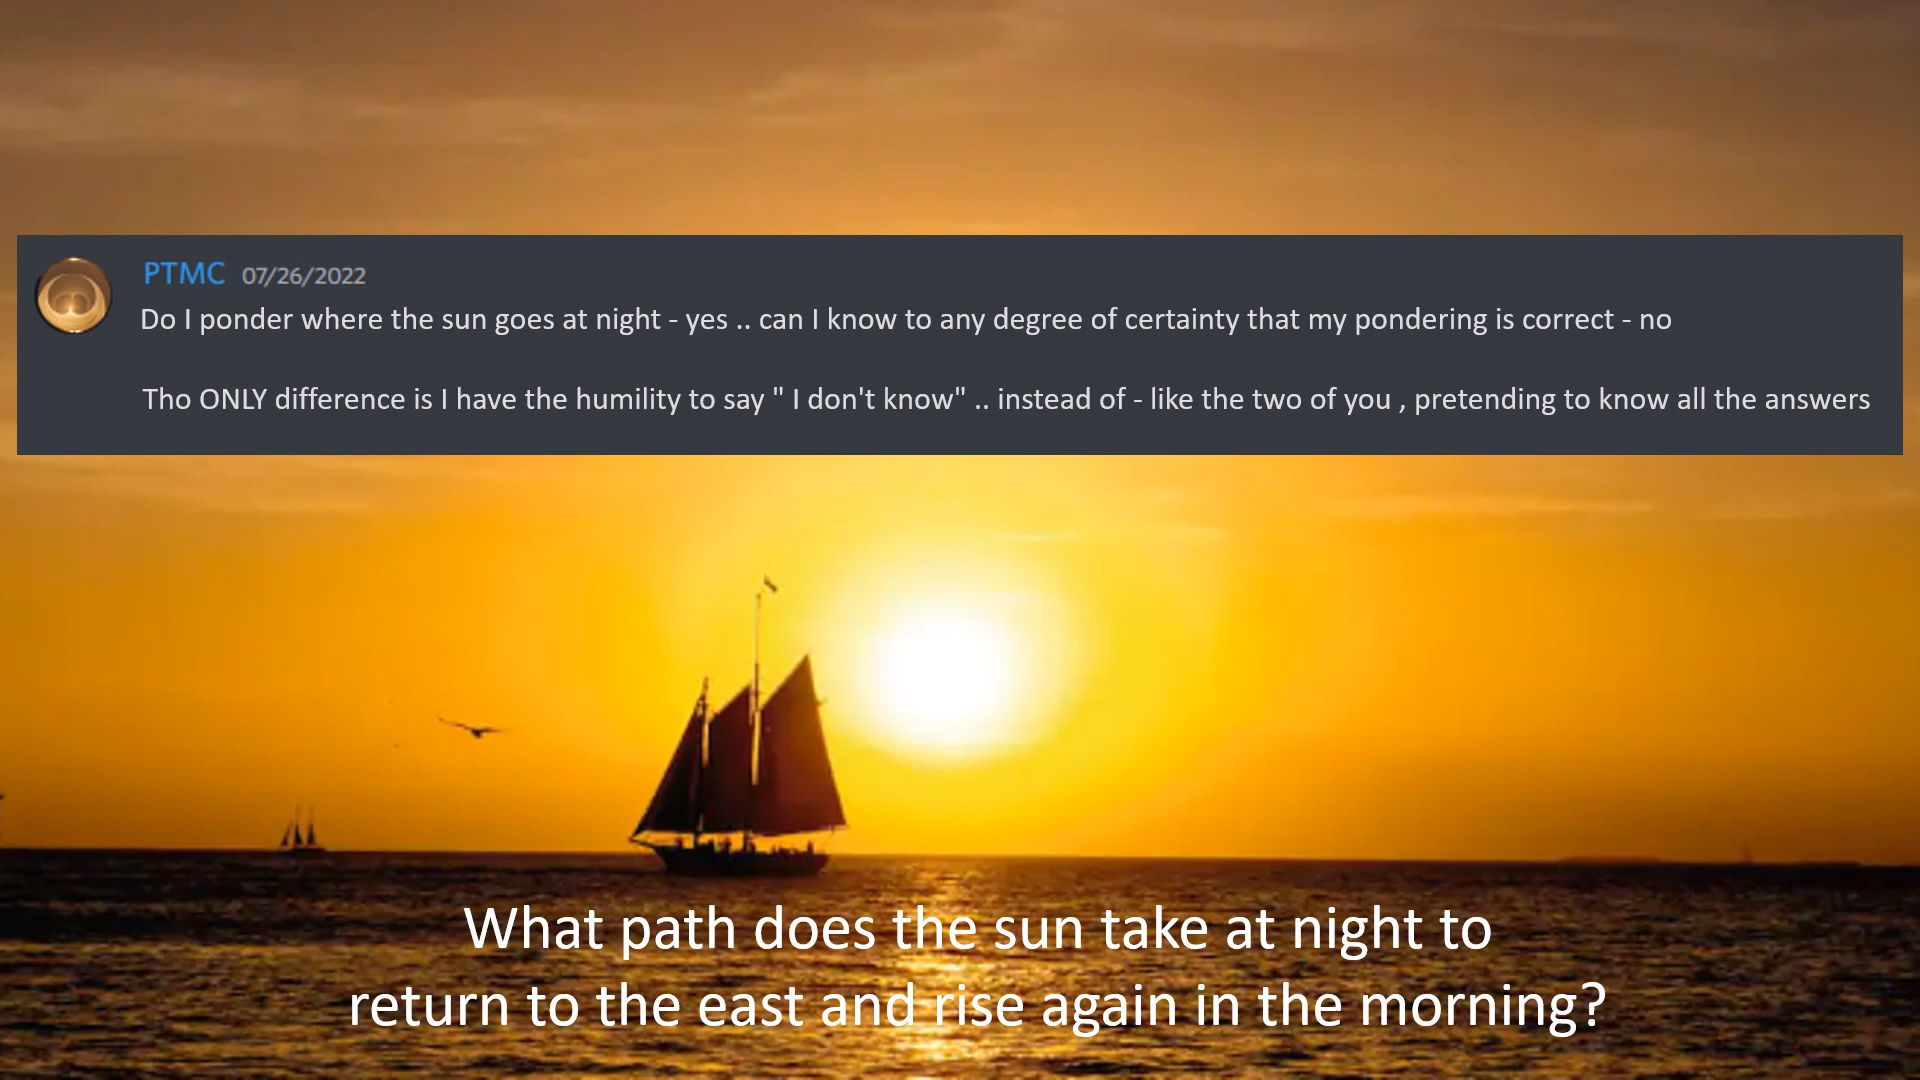 PTMC 07/26/2022
Do I ponder where the sun goes at night - yes .. can I know to any degree of certainty that my pondering is correct - no
Tho ONLY difference is I have the humility to say " I don't know" .. instead of - like the two of you , pretending to know all the answers
What path does the sun take at night to
return to the east and rise again in the morning?